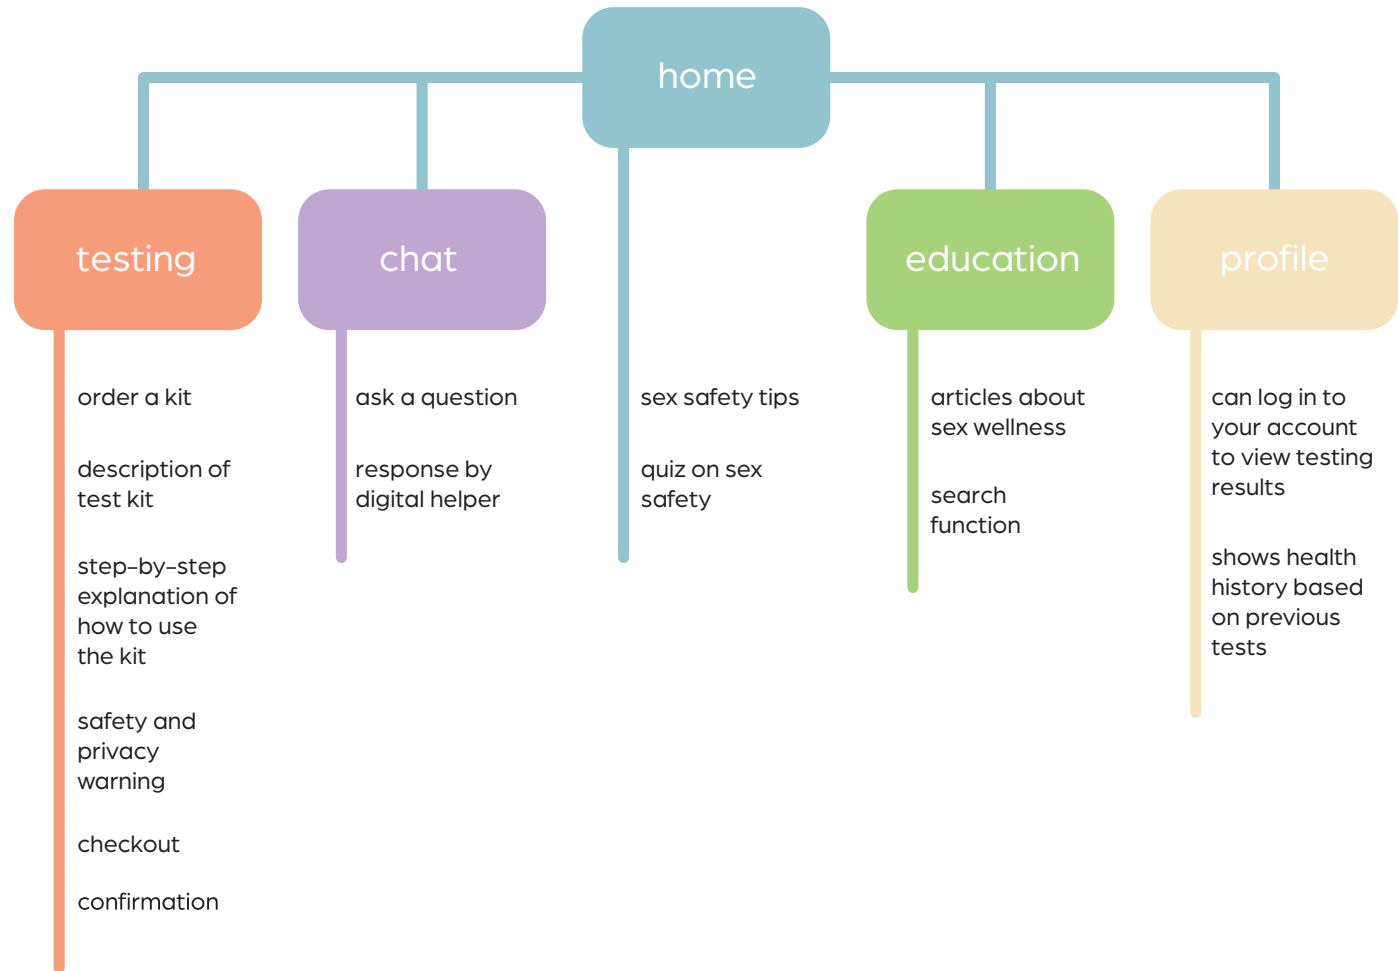 home
testing
chat
education
profile
order a kit
description of
test kit
step-by-step
explanation of
how to use
the kit
safety and
privacy
warning
checkout
confirmation
ask a question
response by
digital helper
sex safety tips
quiz on sex
safety
articles about
sex wellness
search
function
can log in to
your account
to view testing
results
shows health
history based
on previous
tests